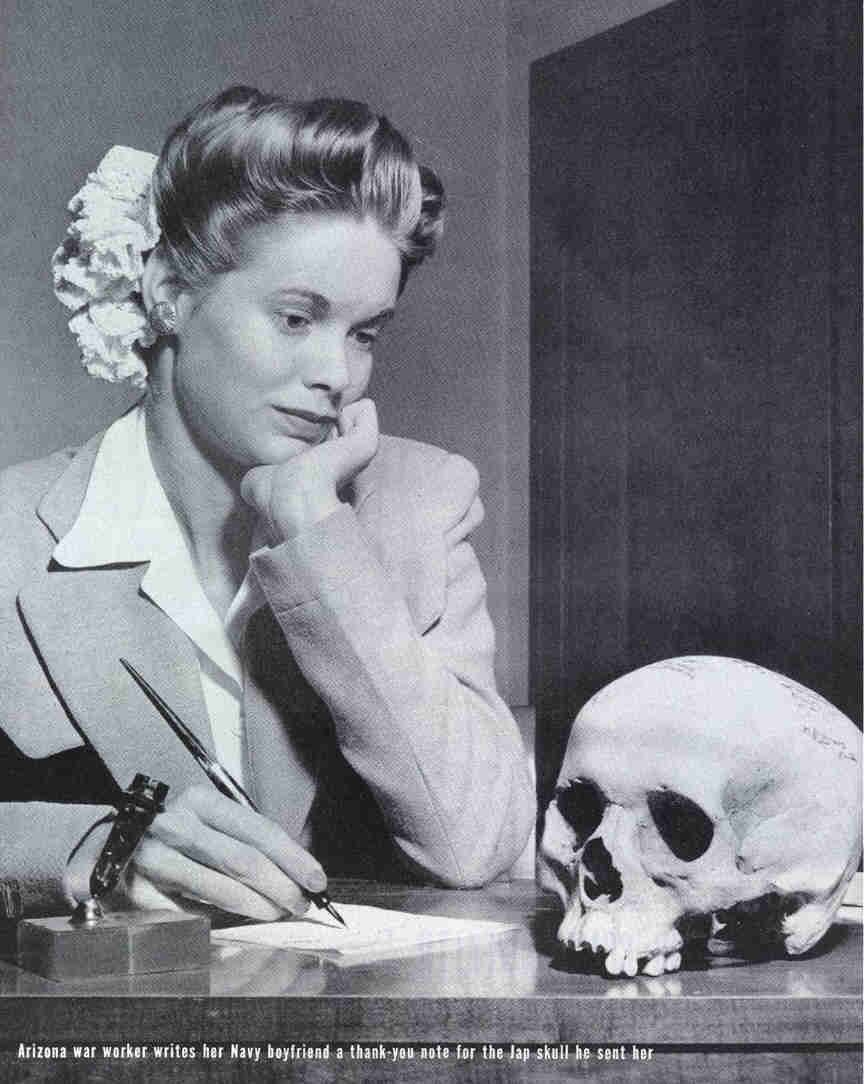 Arizona war worker writes her Navy boyfriend a thank-you note for the Jap skull he sent her